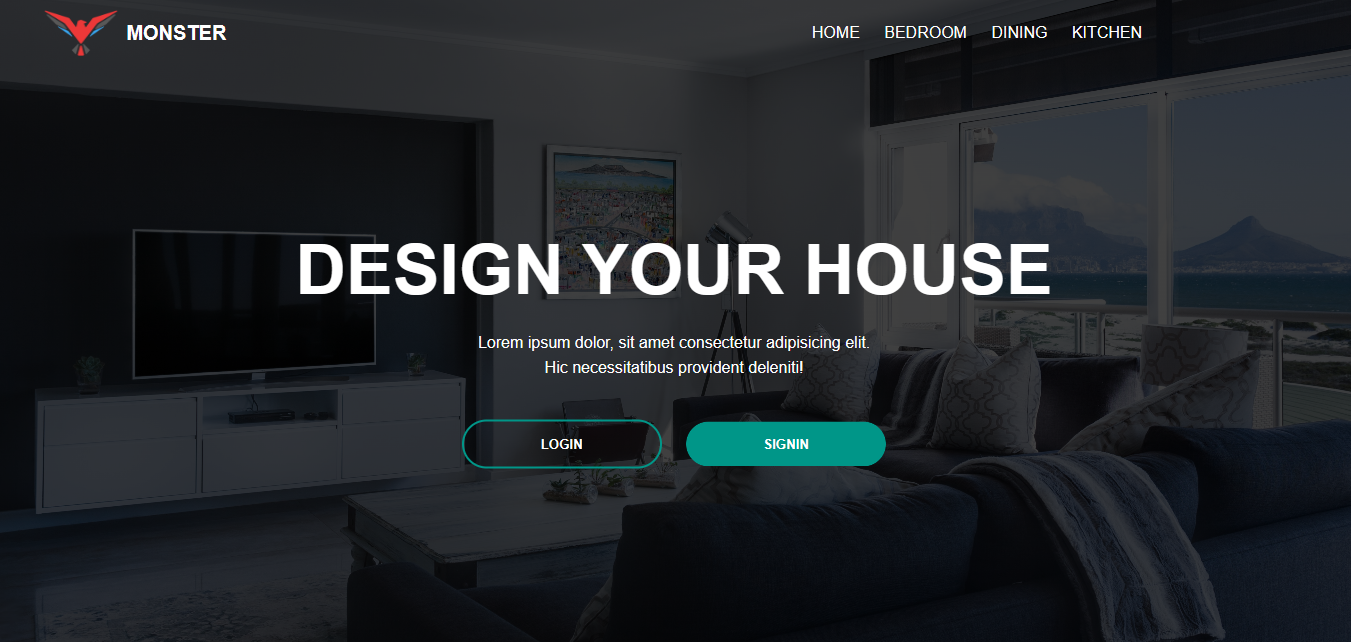 MONSTER
HOME BEDROOM DINING KITCHEN
DESIGN YOUR HOUSE
Lorem ipsum dolor, sit amet consectetur adipisicing elit.
Hic necessitatibus provident deleniti!
LOGIN SIGNIN